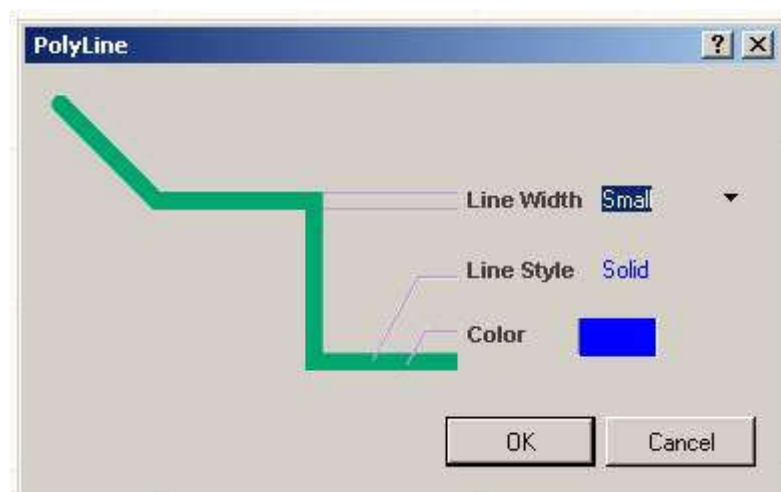 PolyLine
Line Width Small
Line Style Solid
Color
OK Cancel